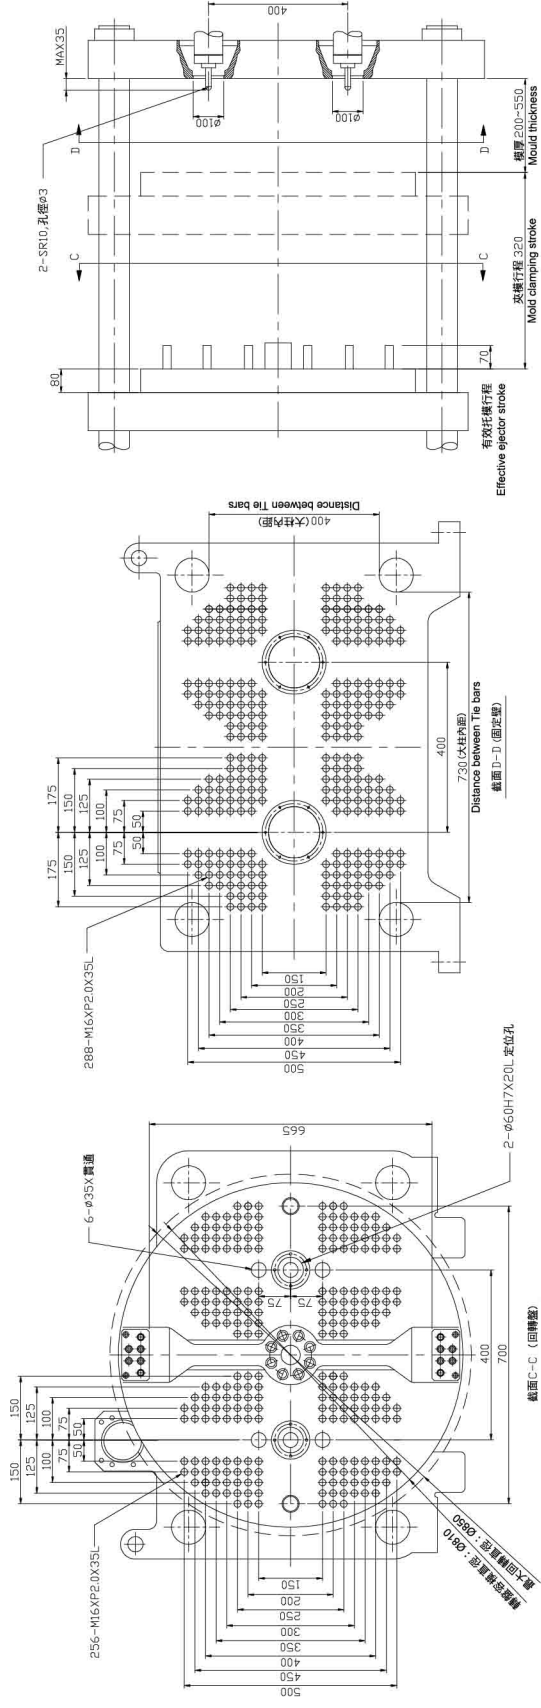 400
MAX35
ø100
ø100
2-SR10,孔徑ø3
D
D
C
C
模厚 200~550
Mould thickness
夾模行程 320
Mold clamping stroke
80
70
有效托模行程
Effective ejector stroke
400(大柱內距)
Distance between Tie bars
175
150
125
100
75
50
50
75
100
125
150
175
288-M16XP2.0X35L
150
200
250
300
350
400
450
500
400
730(大柱內距)
Distance between Tie bars
截面D-D (固定壁)
665
6-ø35X貫通
2-ø60H7X20L 定位孔
75
75
150
125
100
75
50
50
75
100
125
150
256-M16XP2.0X35L
150
200
250
300
350
400
450
500
400
700
截面C-C (回轉盤)
轉盤容模直徑：Ø810
最大回轉直徑：Ø850